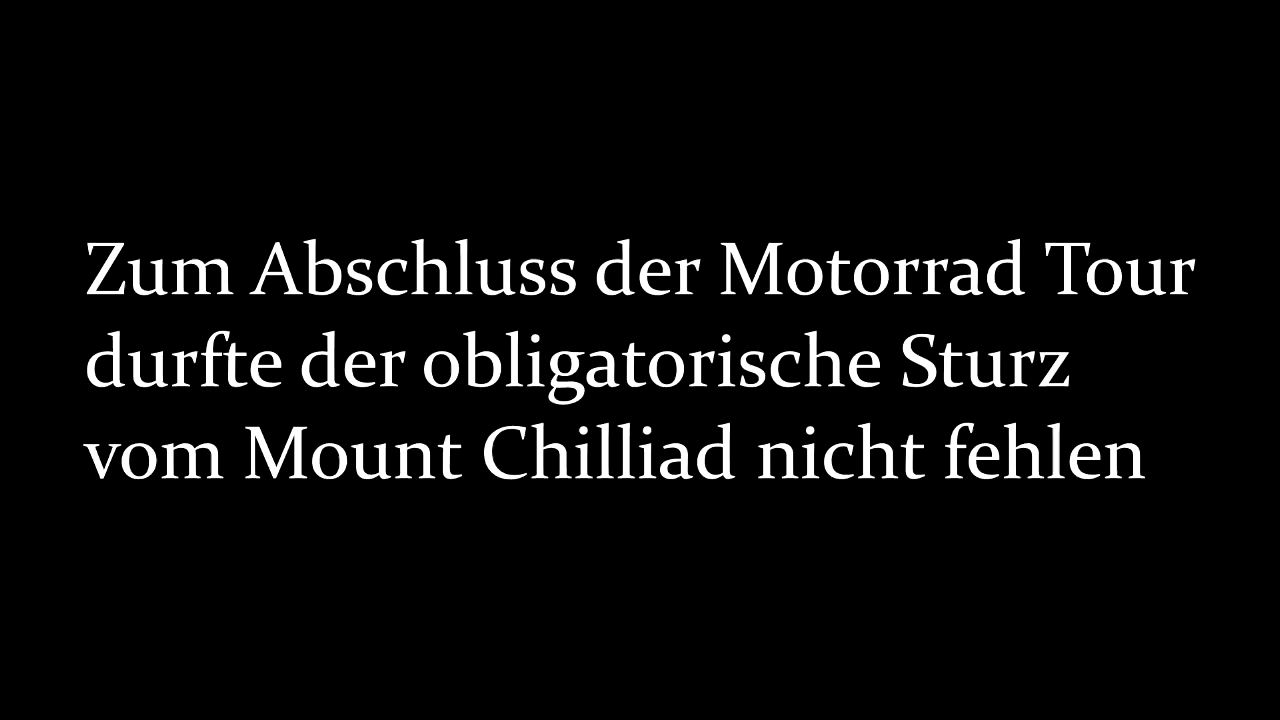 Zum Abschluss der Motorrad Tour
durfte der obligatorische Sturz
vom Mount Chilliad nicht fehlen